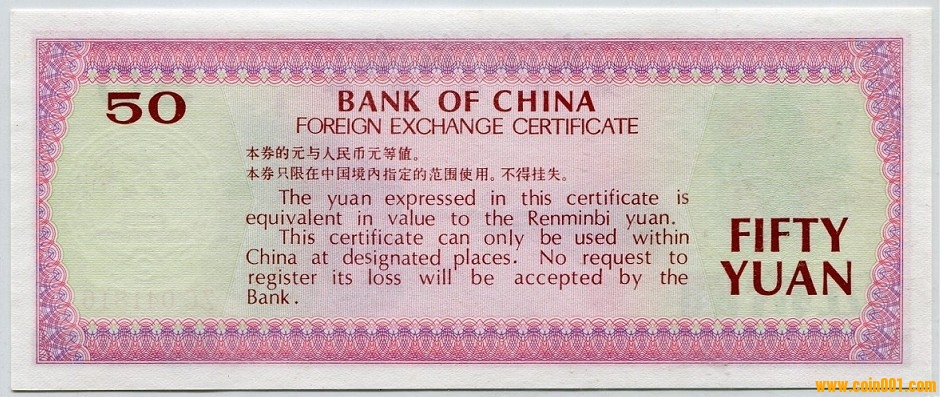 50
BANK OF CHINA
FOREIGN EXCHANGE CERTIFICATE
本券的元与人民币元等值。
本券只限在中国境内指定的范围使用。不得挂失。
The yuan expressed in this certificate is
equivalent in value to the Renminbi yuan.
This certificate can only be used within
China at designated places. No request to
register its loss will be accepted by the
Bank.
FIFTY
YUAN
www.coin001.com